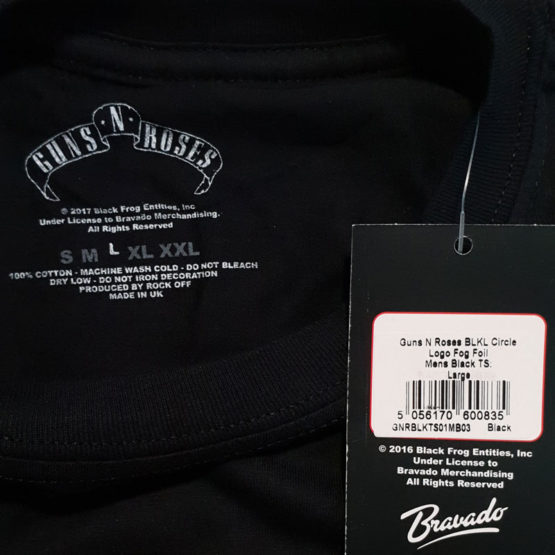 GUNS ·N· ROSES
© 2017 Black Frog Entities, Inc
Under License to Bravado Merchandising.
All Rights Reserved
S M L XL XXL
100% COTTON - MACHINE WASH COLD - DO NOT BLEACH
DRY LOW - DO NOT IRON DECORATION
PRODUCED BY ROCK OFF
MADE IN UK
Guns N Roses BLKL Circle
Logo Fog Foil
Mens Black TS:
Large
5 056170 600835
GNRBLKTS01MB03 Black
© 2016 Black Frog Entities, Inc
Under License to
Bravado Merchandising
All Rights Reserved
Bravado